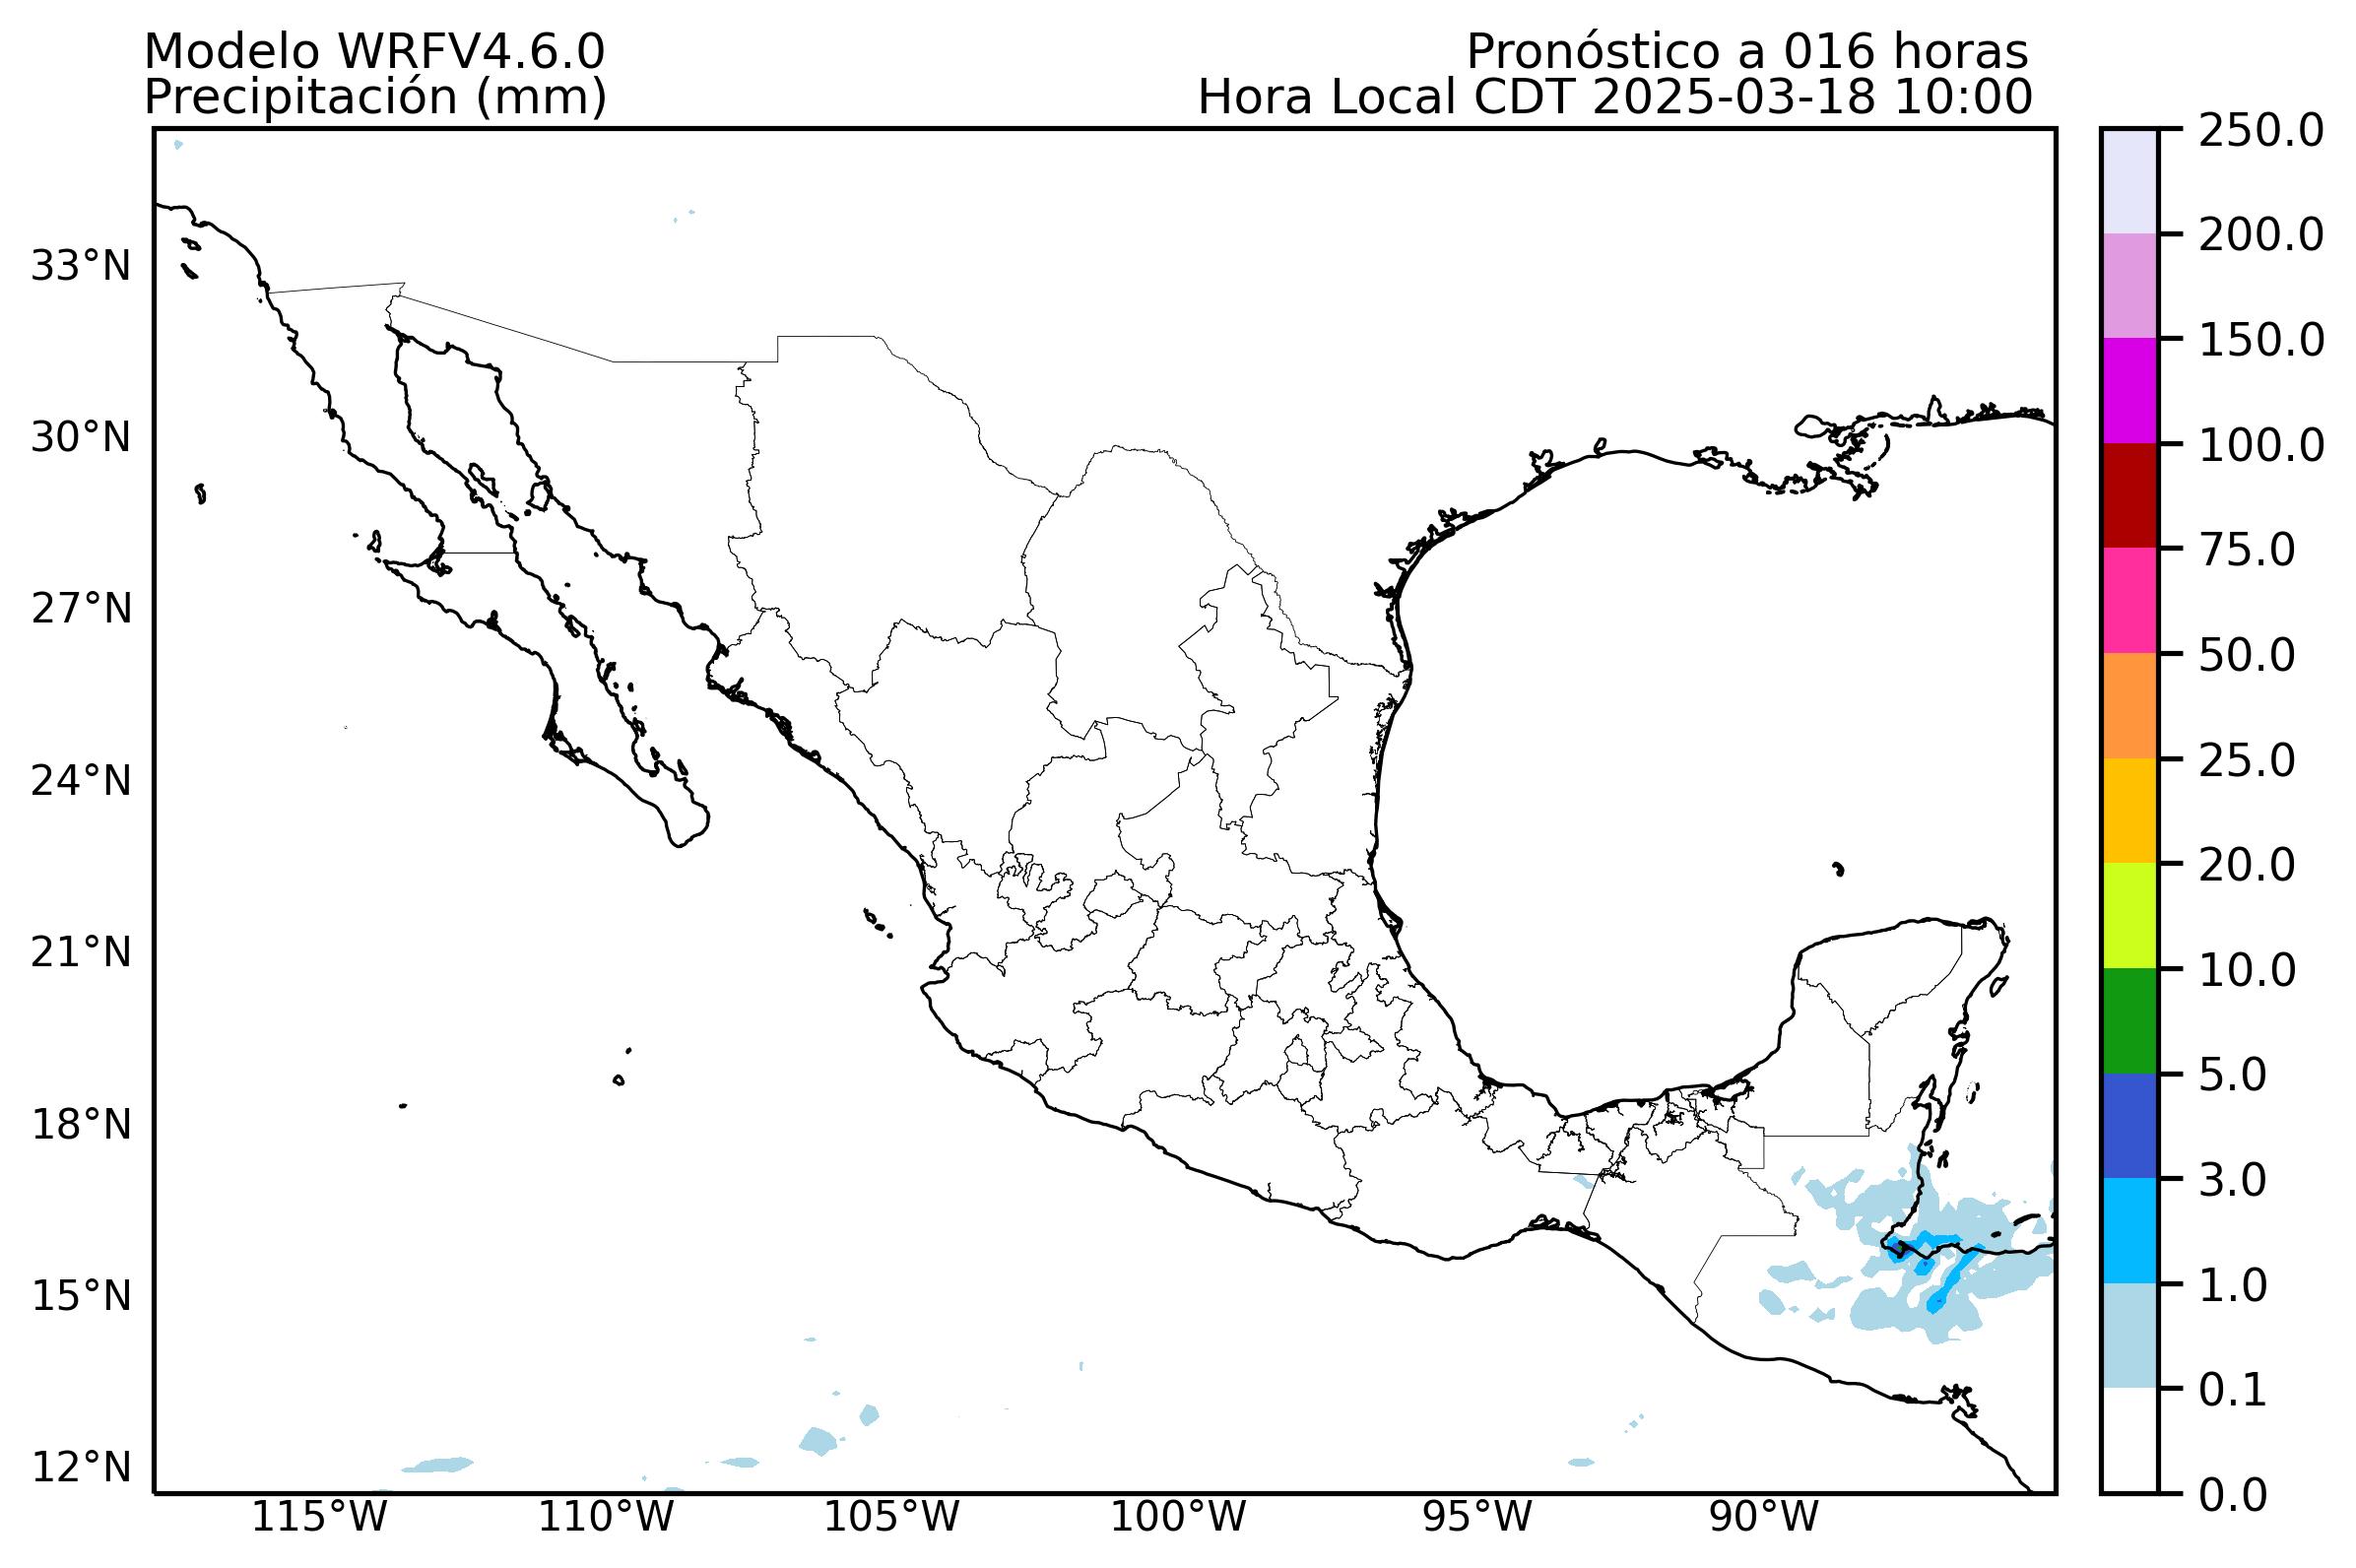 Modelo WRFV4.6.0
Precipitación (mm)
Pronóstico a 016 horas
Hora Local CDT 2025-03-18 10:00
33°N
30°N
27°N
24°N
21°N
18°N
15°N
12°N
115°W
110°W
105°W
100°W
95°W
90°W
250.0
200.0
150.0
100.0
75.0
50.0
25.0
20.0
10.0
5.0
3.0
1.0
0.1
0.0